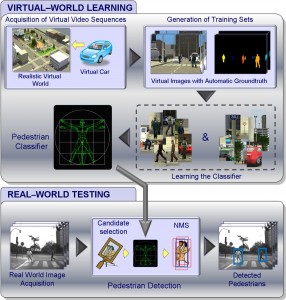 VIRTUAL–WORLD LEARNING
Acquisition of Virtual Video Sequences
Generation of Training Sets
Realistic Virtual
World
Virtual Car
Virtual Images with Automatic Groundtruth
Pedestrian
Classifier
&
Learning the Classifier
REAL–WORLD TESTING
Candidate
selection
NMS
Real World Image
Acquisition
Pedestrian Detection
Detected
Pedestrians